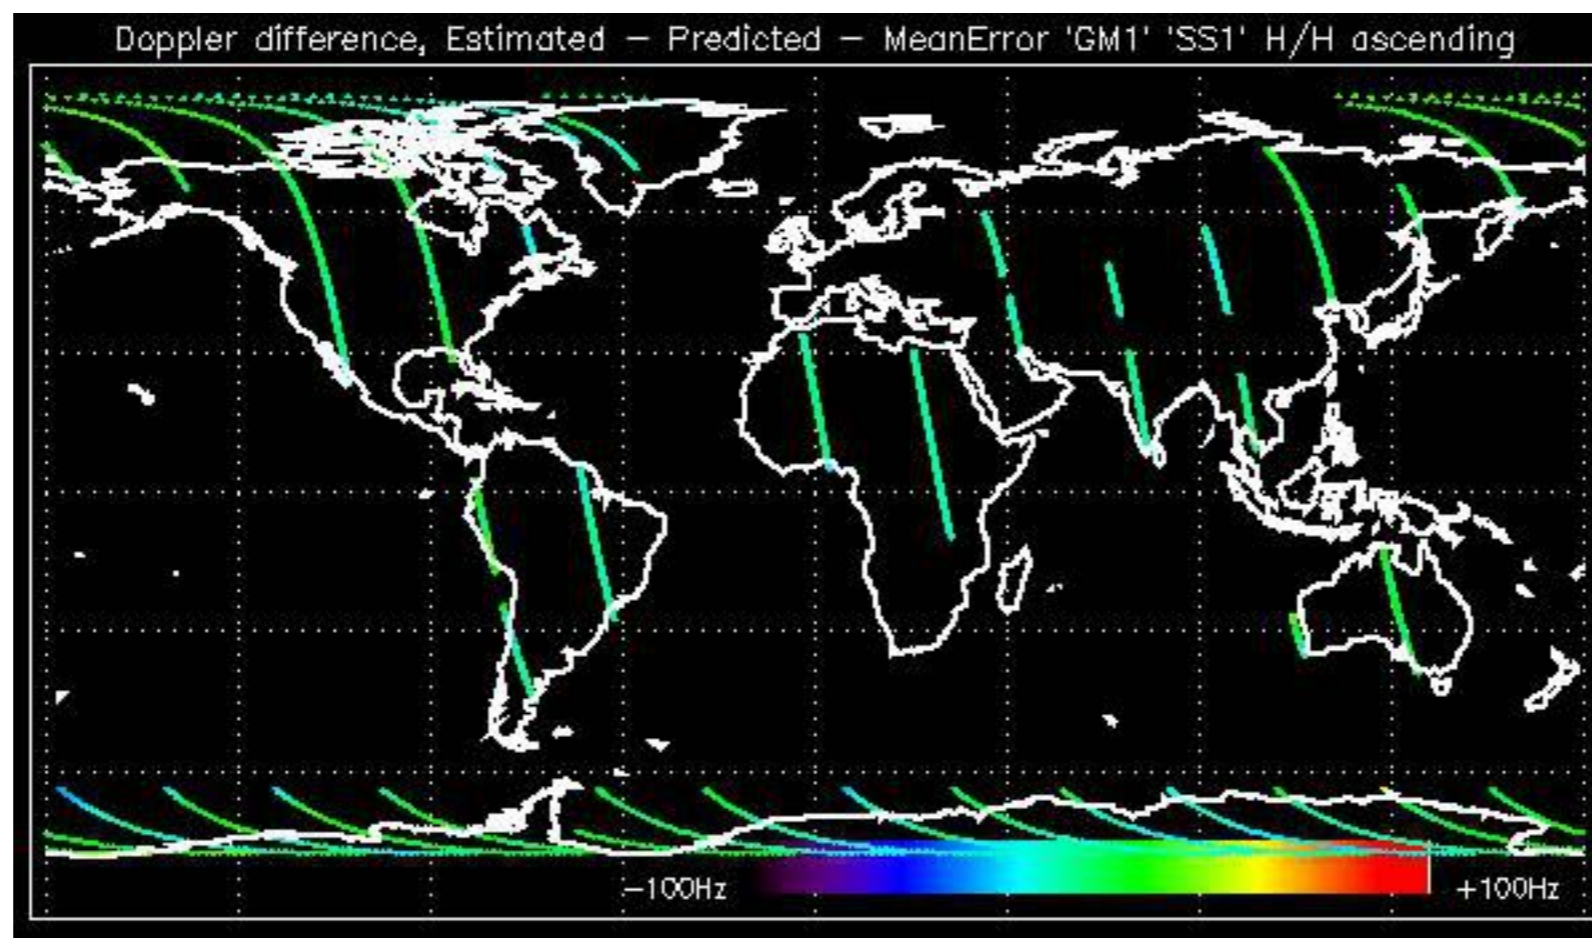 Doppler difference, Estimated – Predicted – MeanError 'GM1' 'SS1' H/H ascending
–100Hz +100Hz